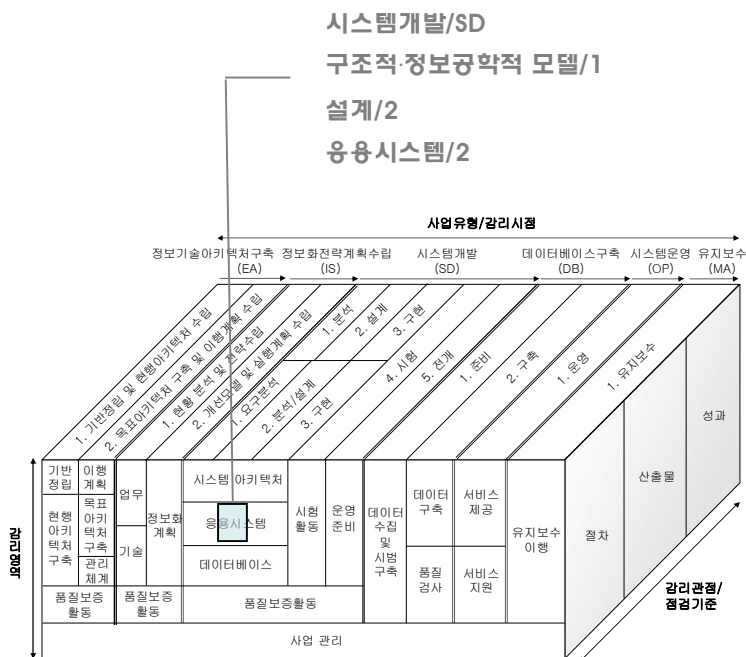 시스템개발/SD
구조적·정보공학적 모델/1
설계/2
응용시스템/2
사업유형/감리시점
정보기술아키텍처구축
(EA)
정보화전략계획수립
(IS)
시스템개발
(SD)
데이터베이스구축
(DB)
시스템운영
(OP)
유지보수
(MA)
1. 기반정립 및 현행아키텍처 수립
2. 목표아키텍처 구축 및 이행계획 수립
1. 현황 분석 및 전략수립
2. 개선모델 및 실행계획 수립
1. 분석
2. 설계
3. 구현
1. 요구분석
2. 분석/설계
3. 구현
4. 시험
5. 전개
1. 준비
2. 구축
1. 운영
1. 유지보수
감리영역
기반
정립
이행
계획
현행
아키
텍처
구축
목표
아키
텍처
구축
관리
체계
품질보증
활동
업무
기술
정보화
계획
품질보증
활동
시스템 아키텍처
응용시스템
데이터베이스
시험
활동
운영
준비
품질보증활동
데이터
수집
및
시범
구축
데이터
구축
품질
검사
서비스
제공
서비스
지원
유지보수
이행
사업 관리
절차
산출물
성과
감리관점/
점검기준